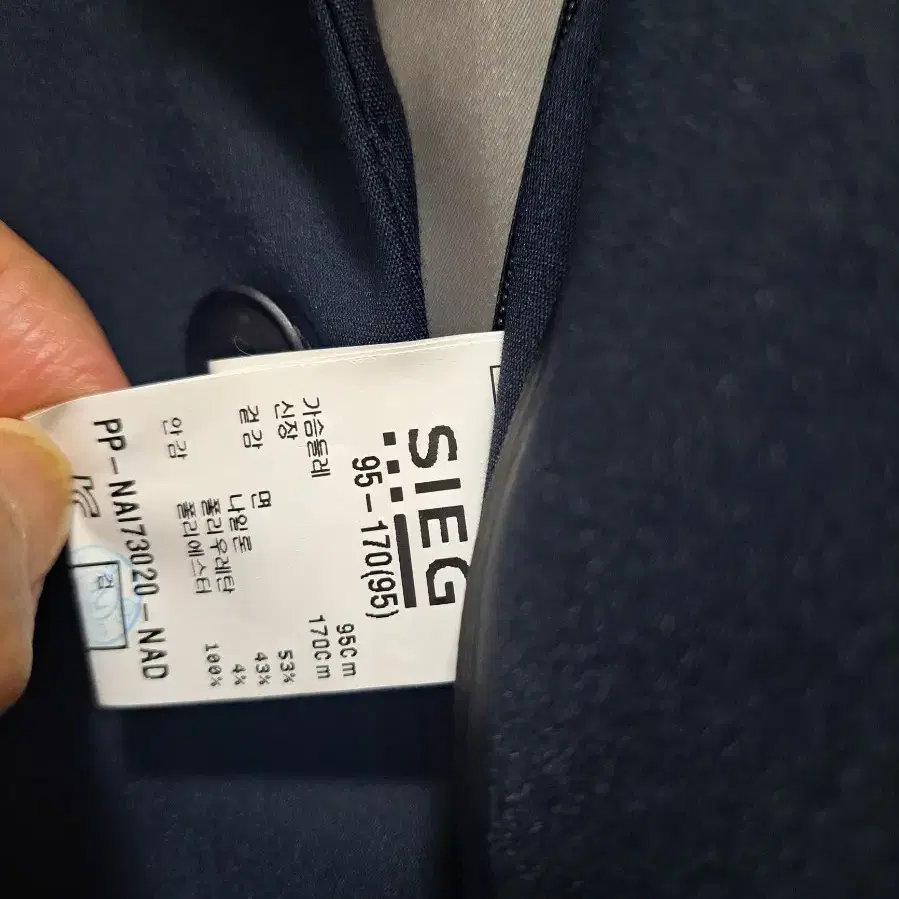 SIEG
95-170(95)
가슴둘레 95Cm
신장 170Cm
겉감 면 53%
나일론 43%
폴리우레탄 4%
안감 폴리에스터 100%
PP-NAI73020-NAD
검